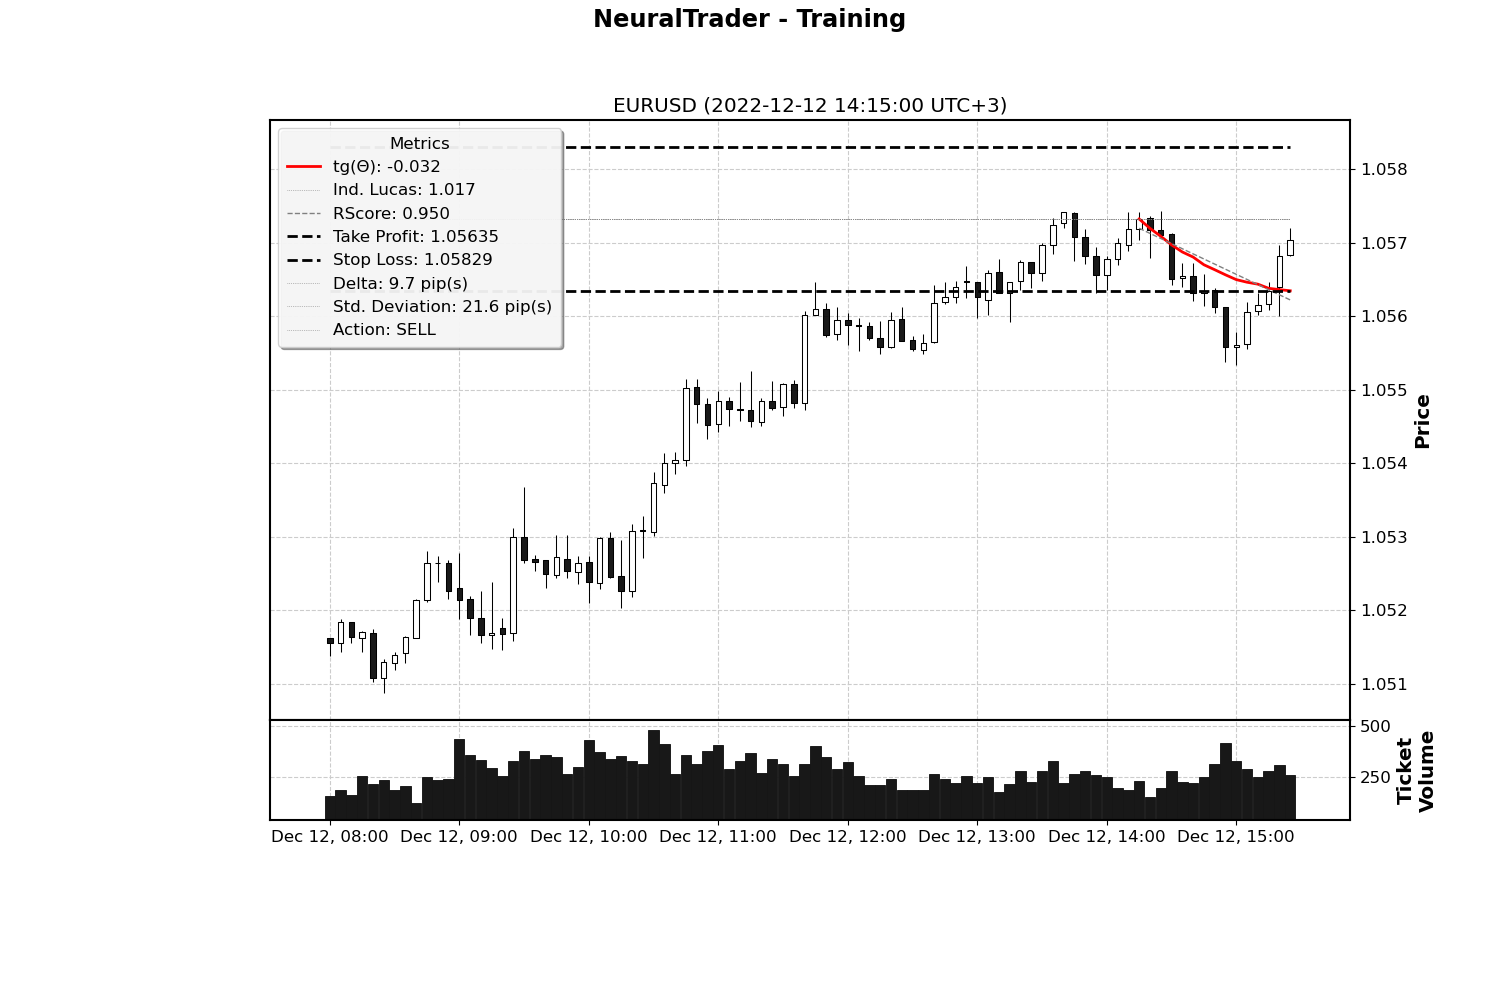 NeuralTrader - Training
EURUSD (2022-12-12 14:15:00 UTC+3)
Metrics
tg(Θ): -0.032
Ind. Lucas: 1.017
RScore: 0.950
Take Profit: 1.05635
Stop Loss: 1.05829
Delta: 9.7 pip(s)
Std. Deviation: 21.6 pip(s)
Action: SELL
1.058
1.057
1.056
1.055
1.054
1.053
1.052
1.051
Price
500
250
Ticket
Volume
Dec 12, 08:00 Dec 12, 09:00 Dec 12, 10:00 Dec 12, 11:00 Dec 12, 12:00 Dec 12, 13:00 Dec 12, 14:00 Dec 12, 15:00